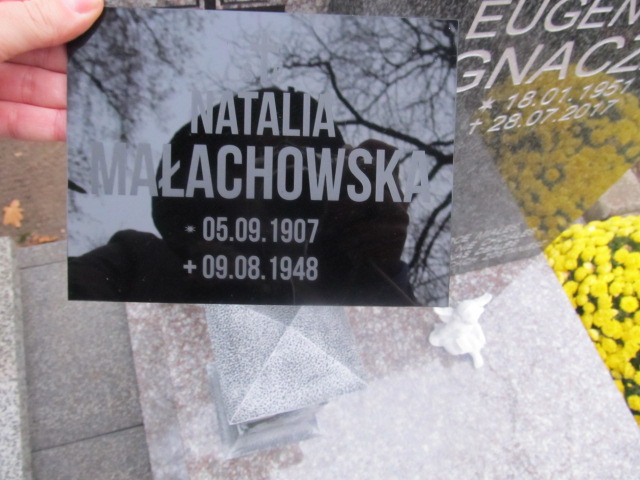 NATALIA
MAŁACHOWSKA
* 05.09.1907
+ 09.08.1948
EUGEN
GNACZ
* 18.01.1951
+ 28.07.2017